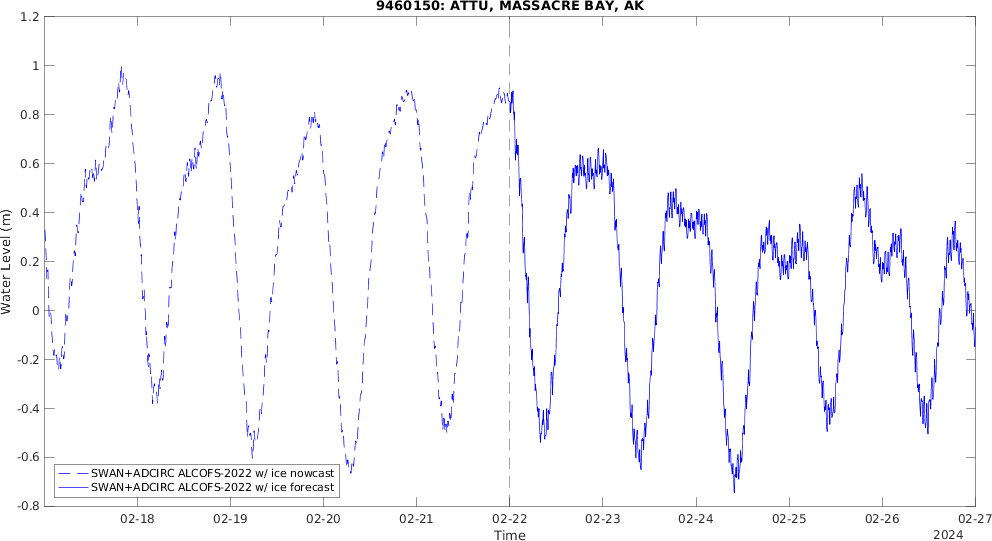 9460150: ATTU, MASSACRE BAY, AK
1.2
1
0.8
0.6
0.4
0.2
0
-0.2
-0.4
-0.6
-0.8
Water Level (m)
SWAN+ADCIRC ALCOFS-2022 w/ ice nowcast
SWAN+ADCIRC ALCOFS-2022 w/ ice forecast
02-18 02-19 02-20 02-21 02-22 02-23 02-24 02-25 02-26 02-27
Time
2024